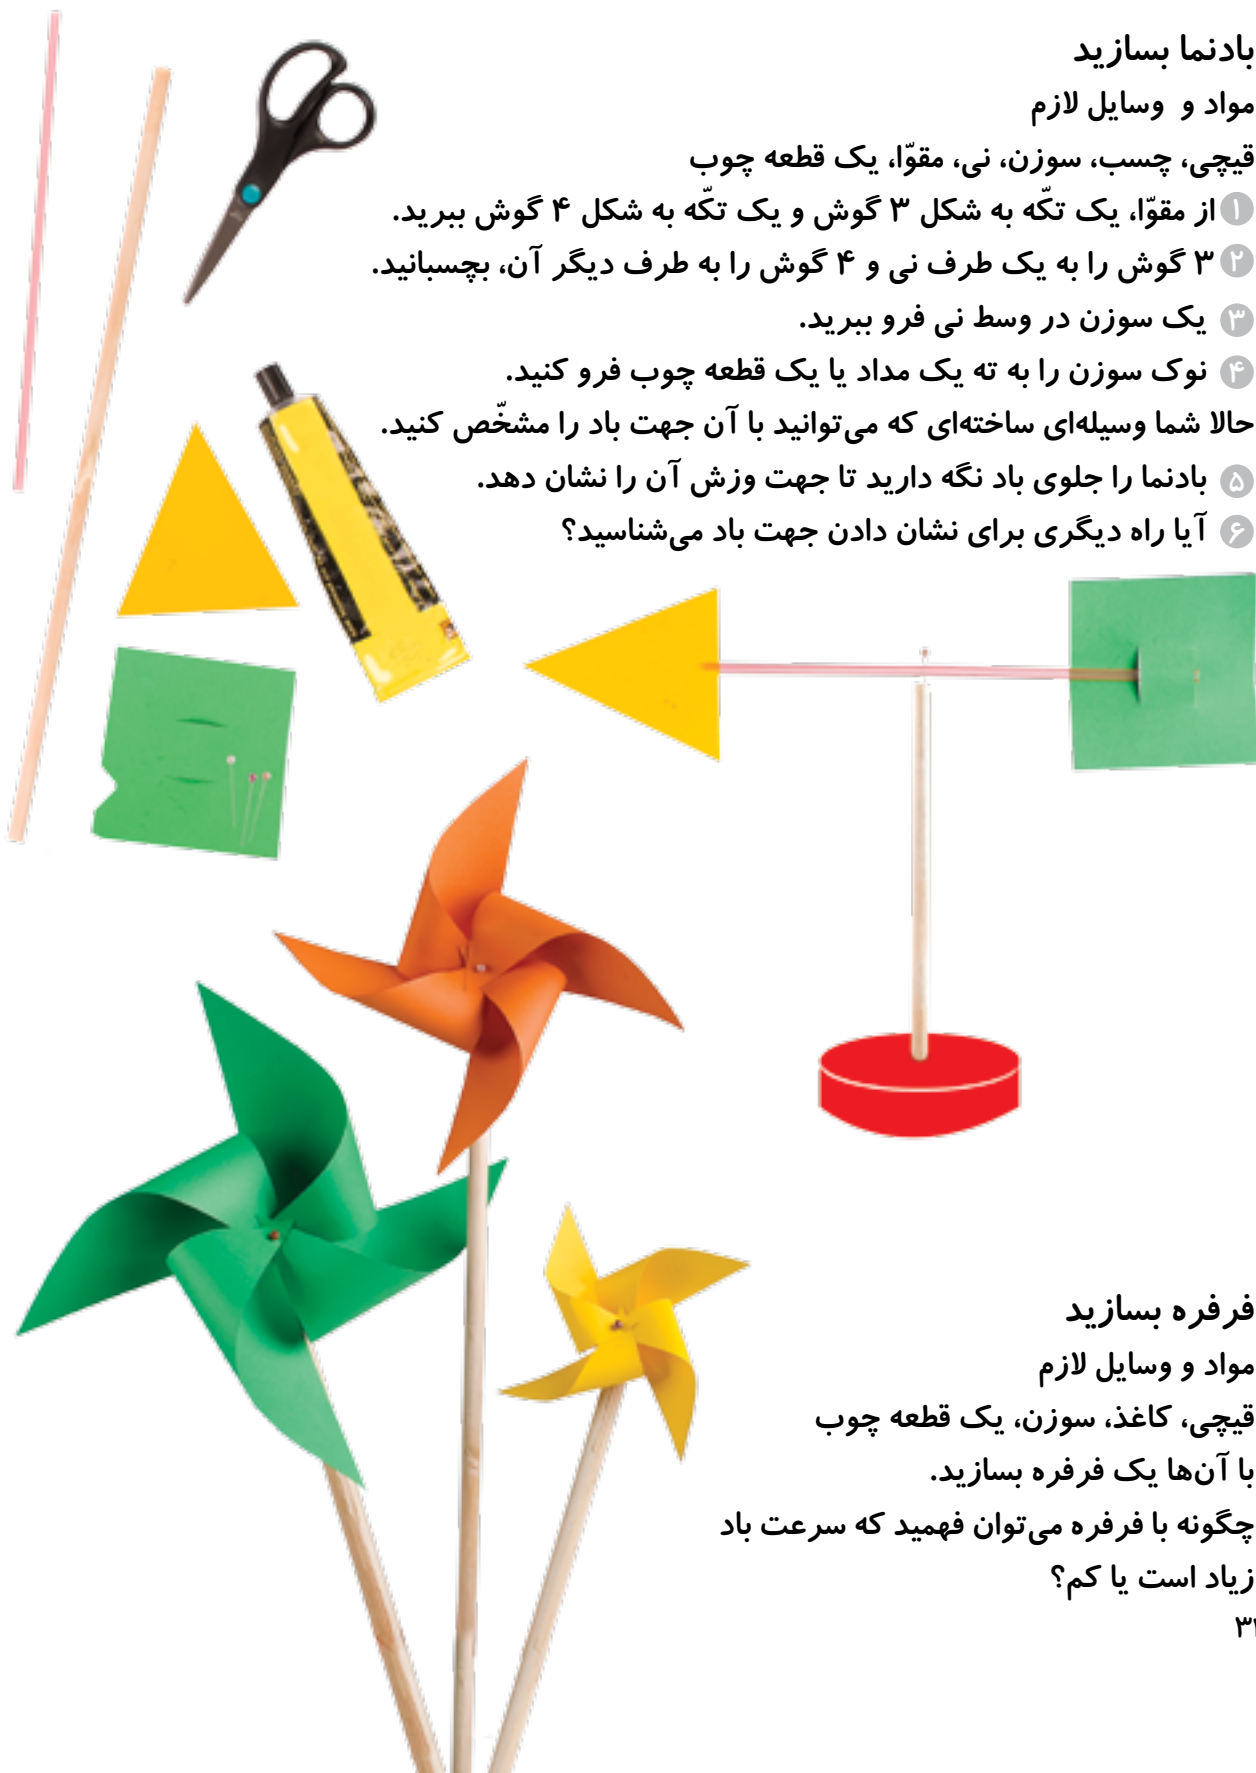 بادنما بسازید
مواد و وسایل لازم
قیچی، چسب، سوزن، نی، مقوّا، یک قطعه چوب
۱ از مقوّا، یک تکّه به شکل ۳ گوش و یک تکّه به شکل ۴ گوش ببرید.
۲ ۳ گوش را به یک طرف نی و ۴ گوش را به طرف دیگر آن، بچسبانید.
۳ یک سوزن در وسط نی فرو ببرید.
۴ نوک سوزن را به ته یک مداد یا یک قطعه چوب فرو کنید.
حالا شما وسیله‌ای ساخته‌ای که می‌توانید با آن جهت باد را مشخّص کنید.
۵ بادنما را جلوی باد نگه دارید تا جهت وزش آن را نشان دهد.
۶ آیا راه دیگری برای نشان دادن جهت باد می‌شناسید؟
فرفره بسازید
مواد و وسایل لازم
قیچی، کاغذ، سوزن، یک قطعه چوب
با آن‌ها یک فرفره بسازید.
چگونه با فرفره می‌توان فهمید که سرعت باد
زیاد است یا کم؟